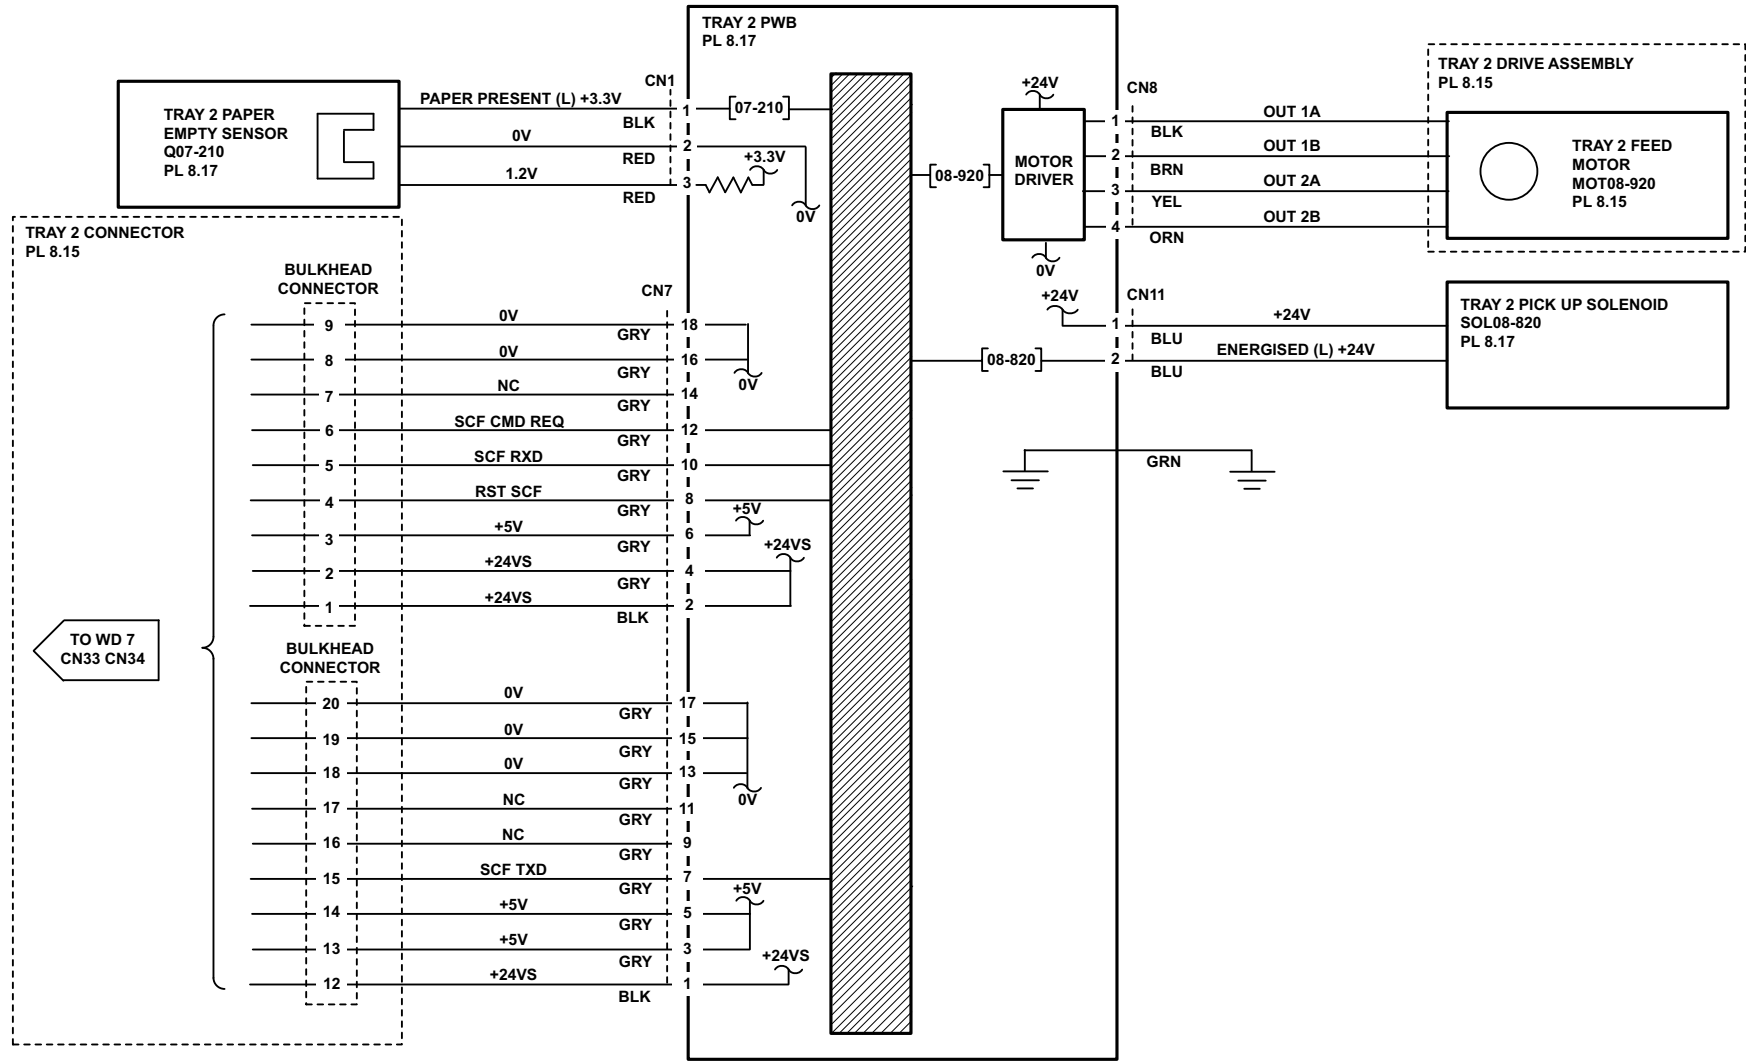 TRAY 2 PWB
PL 8.17
TRAY 2 PAPER
EMPTY SENSOR
Q07-210
PL 8.17
CN1
PAPER PRESENT (L) +3.3V
BLK
1
[07-210]
0V
RED
2
1.2V
RED
3
+3.3V
0V
+24V
MOTOR
DRIVER
[08-920]
0V
CN8
1
OUT 1A
BLK
2
OUT 1B
BRN
3
OUT 2A
YEL
4
OUT 2B
ORN
TRAY 2 DRIVE ASSEMBLY
PL 8.15
TRAY 2 FEED
MOTOR
MOT08-920
PL 8.15
+24V
CN11
1
+24V
BLU
[08-820]
2
ENERGISED (L) +24V
BLU
TRAY 2 PICK UP SOLENOID
SOL08-820
PL 8.17
GRN
TRAY 2 CONNECTOR
PL 8.15
BULKHEAD
CONNECTOR
CN7
9
0V
GRY
18
8
0V
GRY
16
0V
7
NC
GRY
14
6
SCF CMD REQ
GRY
12
5
SCF RXD
GRY
10
4
RST SCF
GRY
8
+5V
3
+5V
GRY
6
+24VS
2
+24VS
GRY
4
1
+24VS
BLK
2
TO WD 7
CN33 CN34
BULKHEAD
CONNECTOR
20
0V
GRY
17
19
0V
GRY
15
18
0V
GRY
13
0V
17
NC
GRY
11
16
NC
GRY
9
15
SCF TXD
GRY
7
+5V
14
+5V
GRY
5
13
+5V
GRY
3
+24VS
12
+24VS
BLK
1